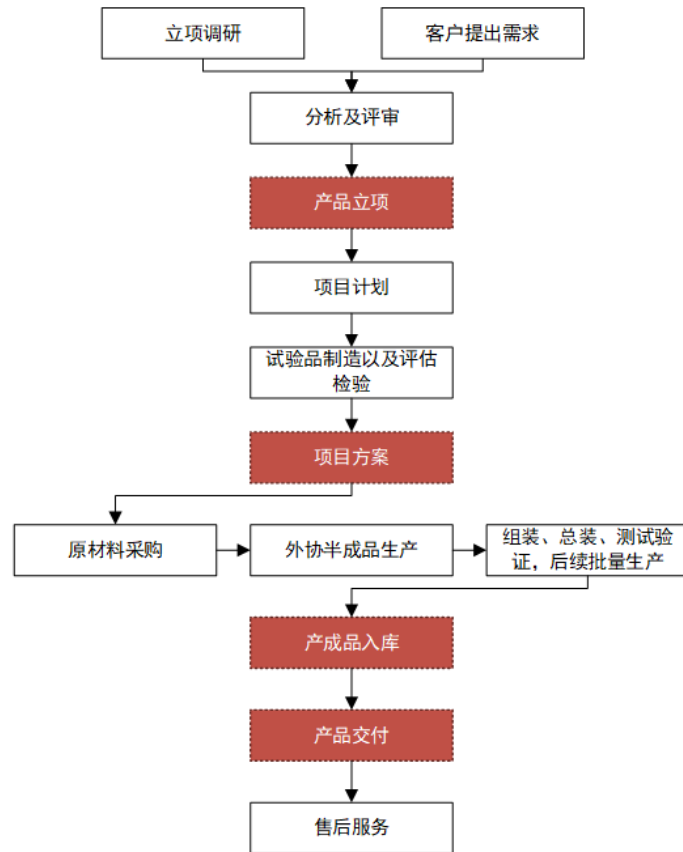 立项调研
客户提出需求
分析及评审
产品立项
项目计划
试验品制造以及评估
检验
项目方案
原材料采购
外协半成品生产
组装、总装、测试验
证，后续批量生产
产成品入库
产品交付
售后服务